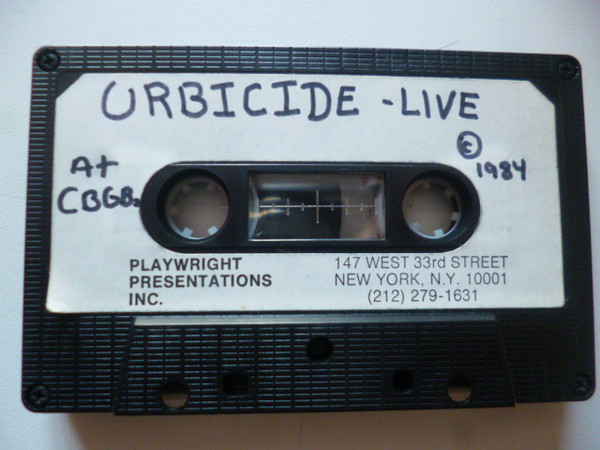 URBICIDE - LIVE
At
CBGB's
© 1984
PLAYWRIGHT
PRESENTATIONS
INC.
147 WEST 33rd STREET
NEW YORK, N.Y. 10001
(212) 279-1631